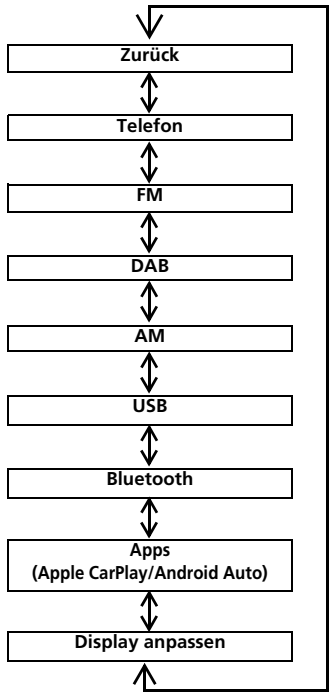 Zurück
Telefon
FM
DAB
AM
USB
Bluetooth
Apps
(Apple CarPlay/Android Auto)
Display anpassen